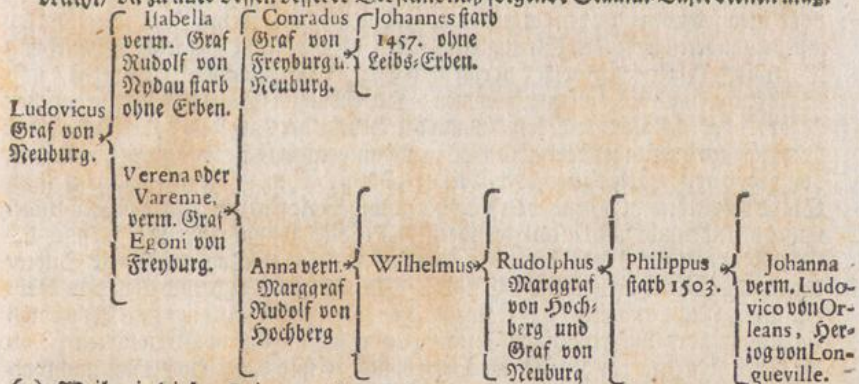 Ludovicus
Graf von
Neuburg.
Isabella
verm. Graf
Rudolf von
Nydau starb
ohne Erben.
Verena oder
Varenne,
verm. Graf
Egoni von
Freyburg.
Conradus
Graf von
Freyburg u.
Neuburg.
Johannes starb
1457. ohne
Leibs-Erben.
Anna vern.
Marggraf
Rudolf von
Hochberg
Wilhelmus
Rudolphus
Marggraf
von Hoch-
berg und
Graf von
Neuburg
Philippus
starb 1503.
Johanna
verm. Ludo-
vico von Or-
leans, Her-
zog von Lon-
gueville.